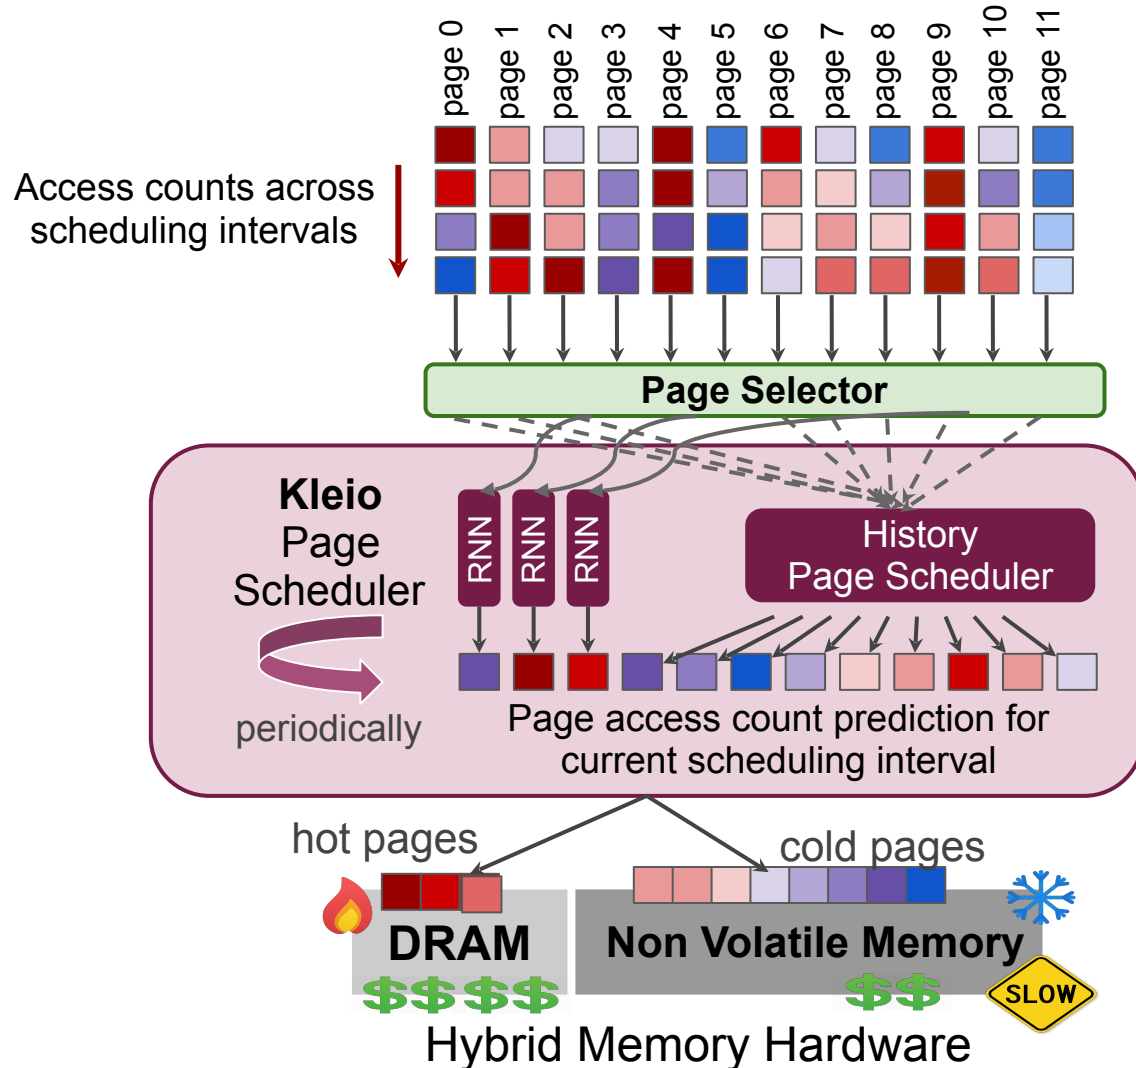 page 0
page 1
page 2
page 3
page 4
page 5
page 6
page 7
page 8
page 9
page 10
page 11
Access counts across
scheduling intervals
Page Selector
Kleio
Page
Scheduler
periodically
RNN
RNN
RNN
History
Page Scheduler
Page access count prediction for
current scheduling interval
hot pages
cold pages
DRAM
Non Volatile Memory
$$$$
$$
SLOW
Hybrid Memory Hardware